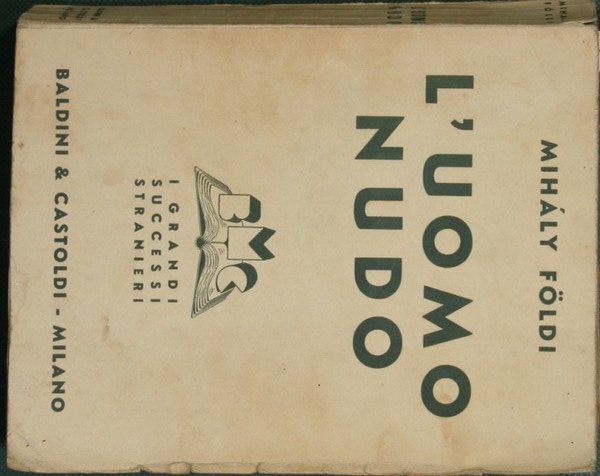 MIHÁLY FÖLDI
L'UOMO
NUDO
BMC
I GRANDI
SUCCESSI
STRANIERI
BALDINI & CASTOLDI - MILANO